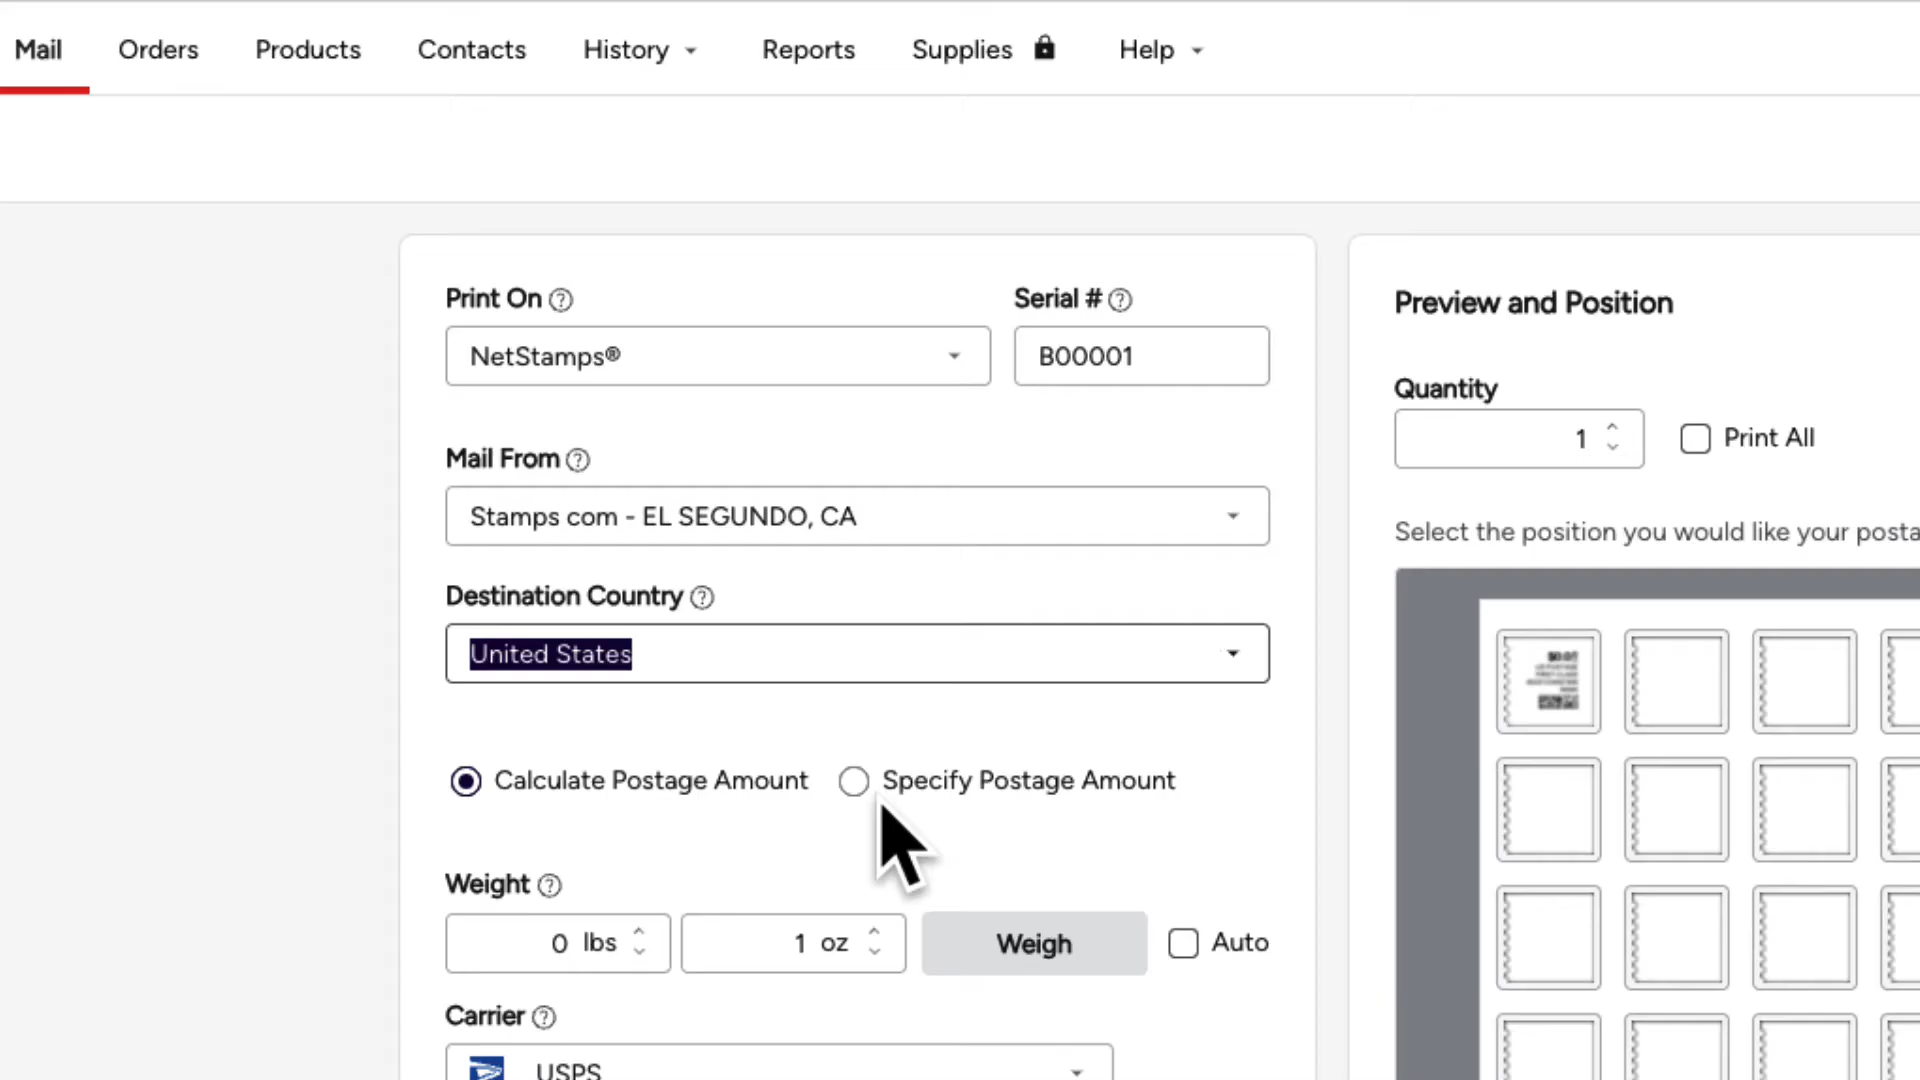 Mail Orders Products Contacts History Reports Supplies Help
Print On
Serial #
NetStamps®
B00001
Mail From
Stamps com - EL SEGUNDO, CA
Destination Country
United States
Calculate Postage Amount
Specify Postage Amount
Weight
0 lbs
1 oz
Weigh
Auto
Carrier
USPS
Preview and Position
Quantity
1
Print All
Select the position you would like your posta